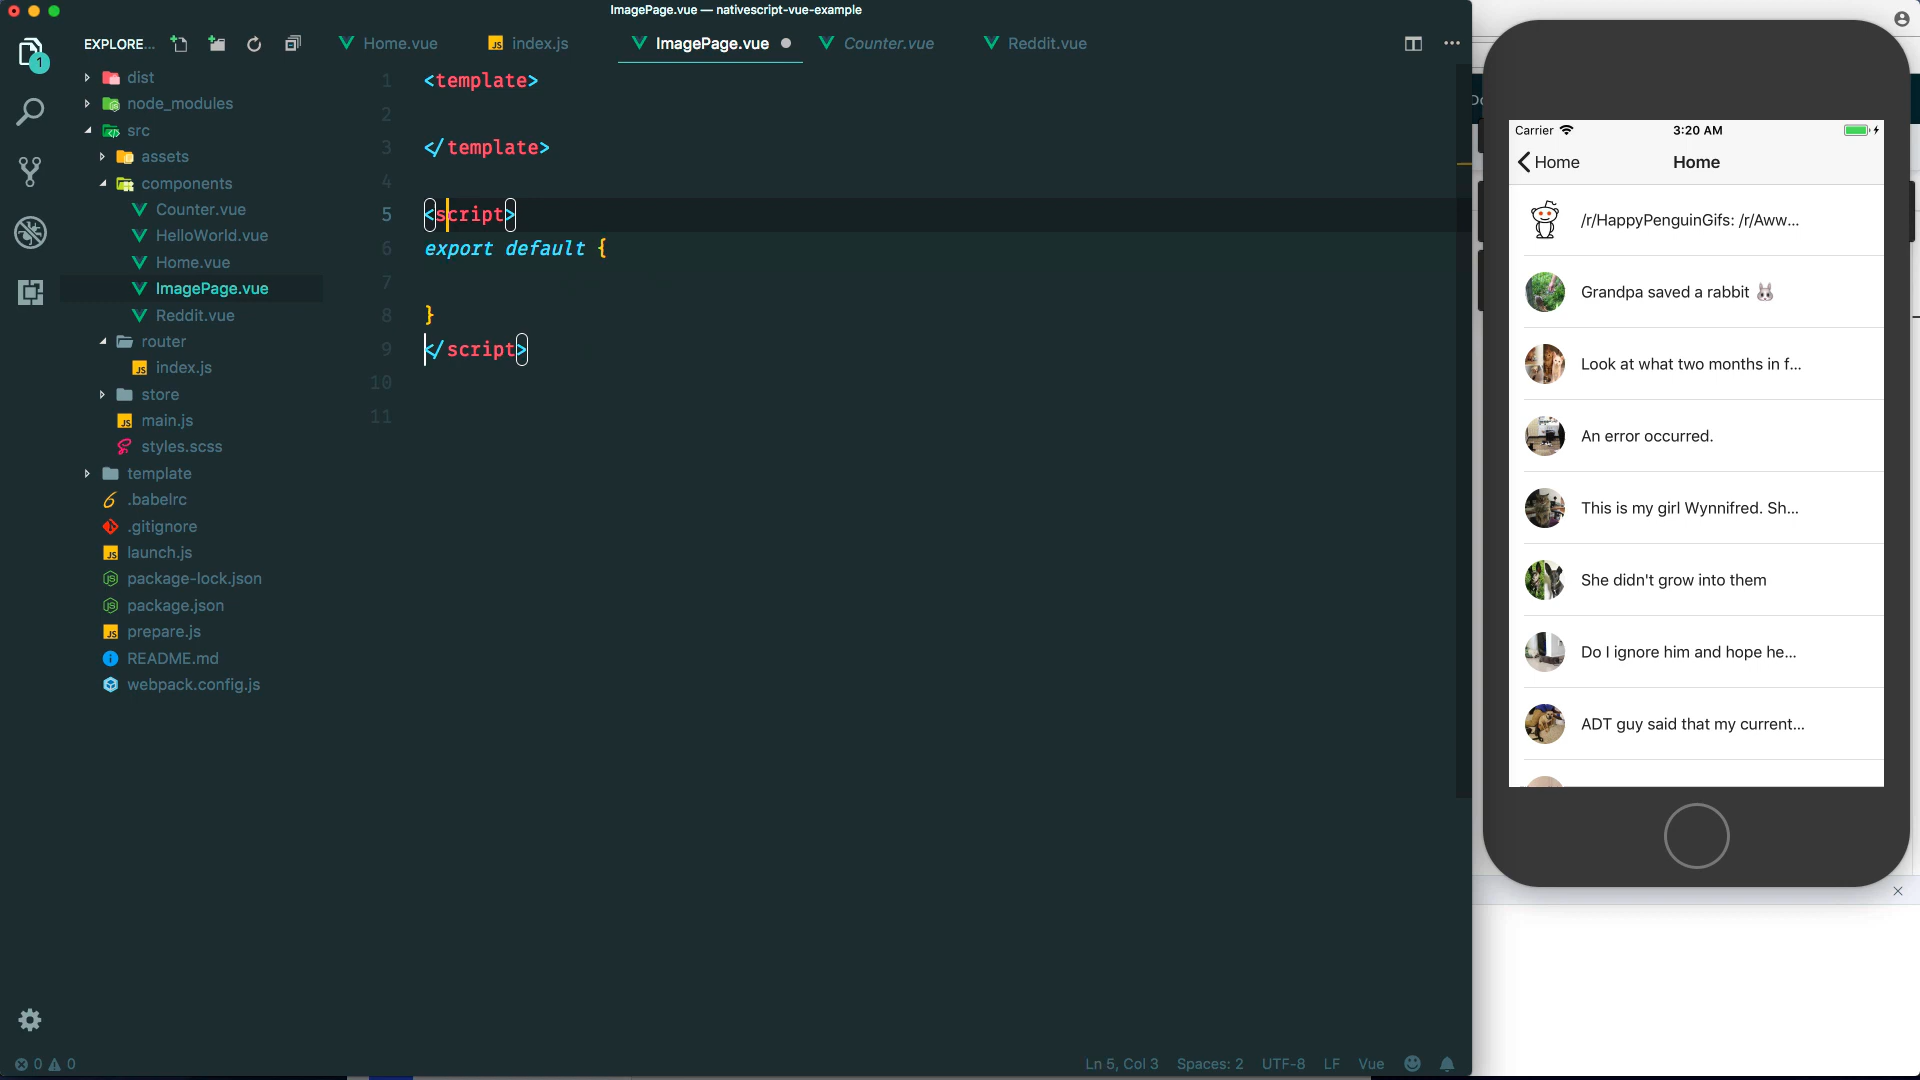 ImagePage.vue — nativescript-vue-example
EXPLORE...
Home.vue
index.js
ImagePage.vue
Counter.vue
Reddit.vue
1
dist
node_modules
src
assets
components
Counter.vue
HelloWorld.vue
Home.vue
ImagePage.vue
Reddit.vue
router
index.js
store
main.js
styles.scss
template
.babelrc
.gitignore
launch.js
package-lock.json
package.json
prepare.js
README.md
webpack.config.js
1 <template>
2
3 </template>
4
5 <script>
6 export default {
7
8 }
9 </script>
10
11
0 0
Ln 5, Col 3 Spaces: 2 UTF-8 LF Vue
Carrier 3:20 AM
Home Home
/r/HappyPenguinGifs: /r/Aww...
Grandpa saved a rabbit 🐰
Look at what two months in f...
An error occurred.
This is my girl Wynnifred. Sh...
She didn't grow into them
Do I ignore him and hope he...
ADT guy said that my current...